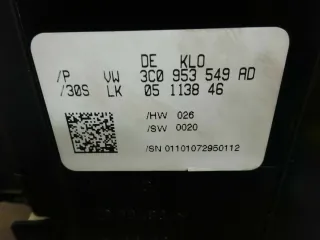 DE KLO
/P VW 3C0 953 549 AD
/30S LK 05 1138 46
/HW 026
/SW 0020
/SN 01101072950112